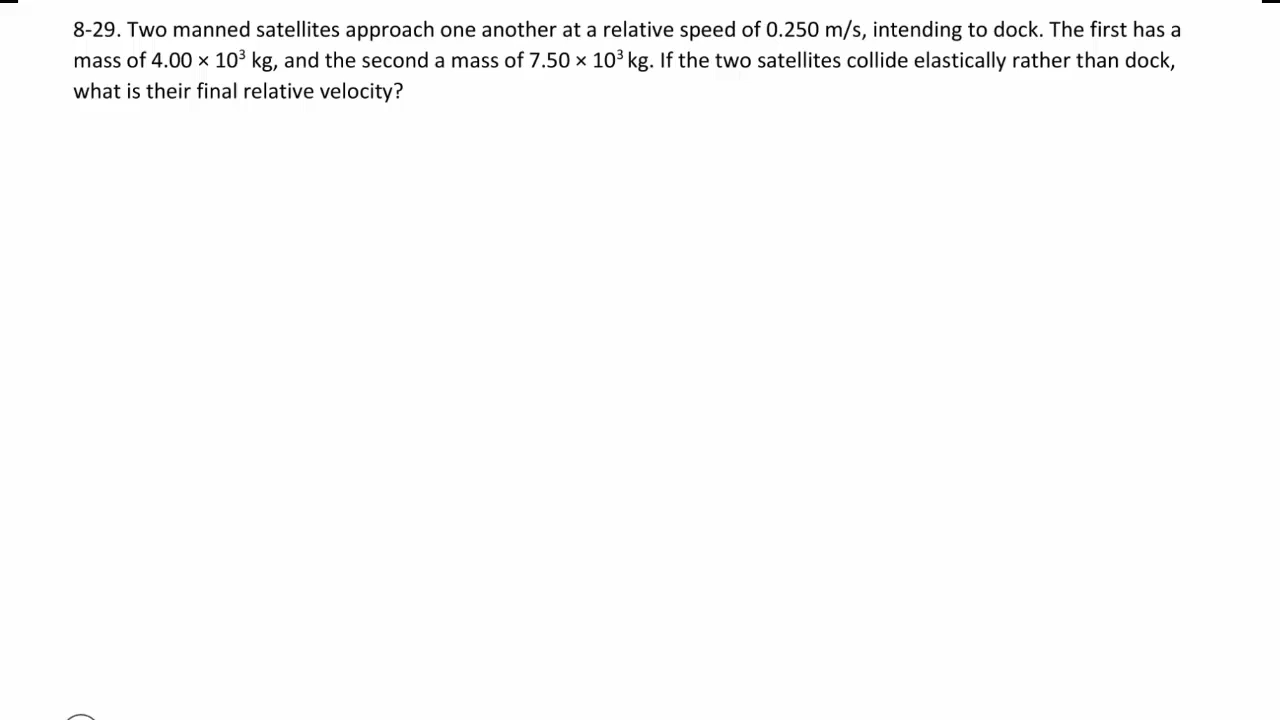 8-29. Two manned satellites approach one another at a relative speed of 0.250 m/s, intending to dock. The first has a
mass of 4.00 × 10³ kg, and the second a mass of 7.50 × 10³ kg. If the two satellites collide elastically rather than dock,
what is their final relative velocity?